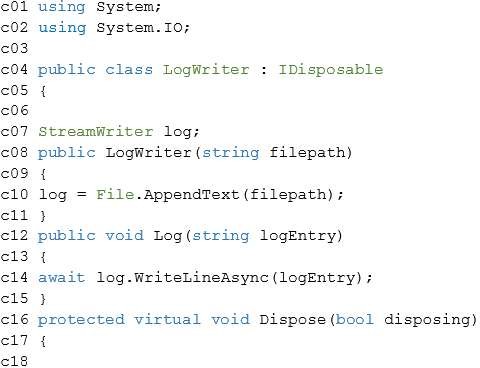 c01 using System;
c02 using System.IO;
c03
c04 public class LogWriter : IDisposable
c05 {
c06
c07 StreamWriter log;
c08 public LogWriter(string filepath)
c09 {
c10 log = File.AppendText(filepath);
c11 }
c12 public void Log(string logEntry)
c13 {
c14 await log.WriteLineAsync(logEntry);
c15 }
c16 protected virtual void Dispose(bool disposing)
c17 {
c18